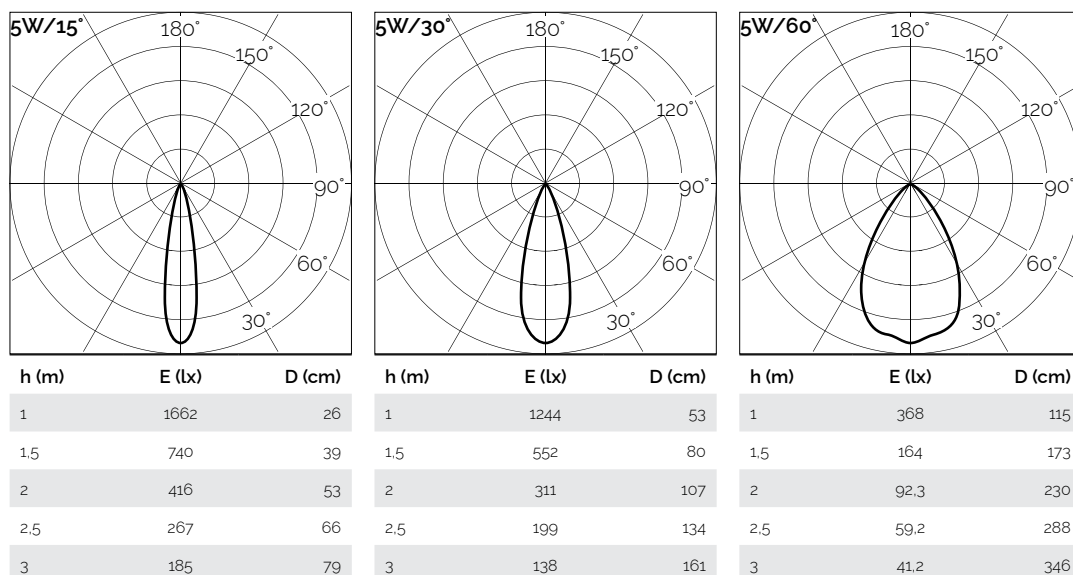 5W/15°
180°
150°
120°
90°
60°
30°
h (m) E (lx) D (cm)
1 1662 26
1,5 740 39
2 416 53
2,5 267 66
3 185 79
5W/30°
180°
150°
120°
90°
60°
30°
h (m) E (lx) D (cm)
1 1244 53
1,5 552 80
2 311 107
2,5 199 134
3 138 161
5W/60°
180°
150°
120°
90°
60°
30°
h (m) E (lx) D (cm)
1 368 115
1,5 164 173
2 92,3 230
2,5 59,2 288
3 41,2 346